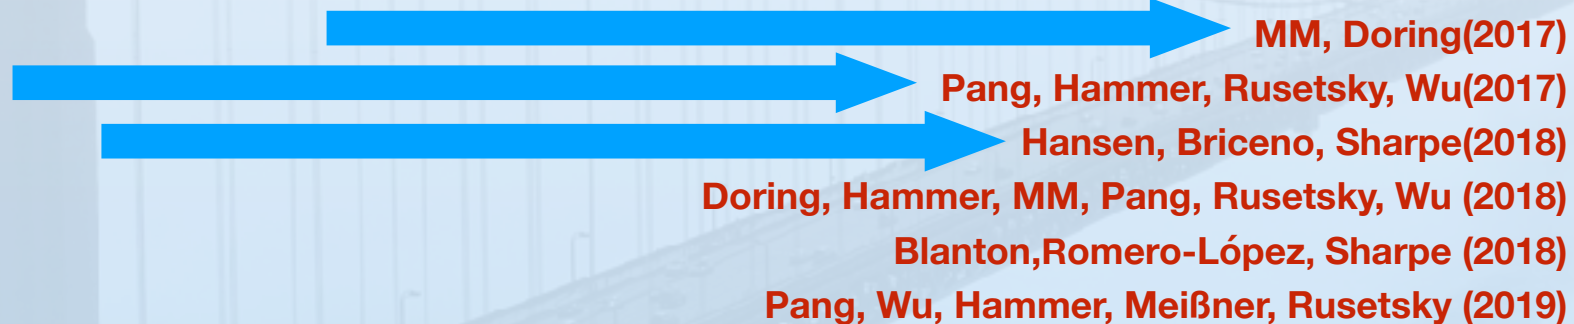 MM, Doring(2017)
Pang, Hammer, Rusetsky, Wu(2017)
Hansen, Briceno, Sharpe(2018)
Doring, Hammer, MM, Pang, Rusetsky, Wu (2018)
Blanton,Romero-López, Sharpe (2018)
Pang, Wu, Hammer, Meißner, Rusetsky (2019)